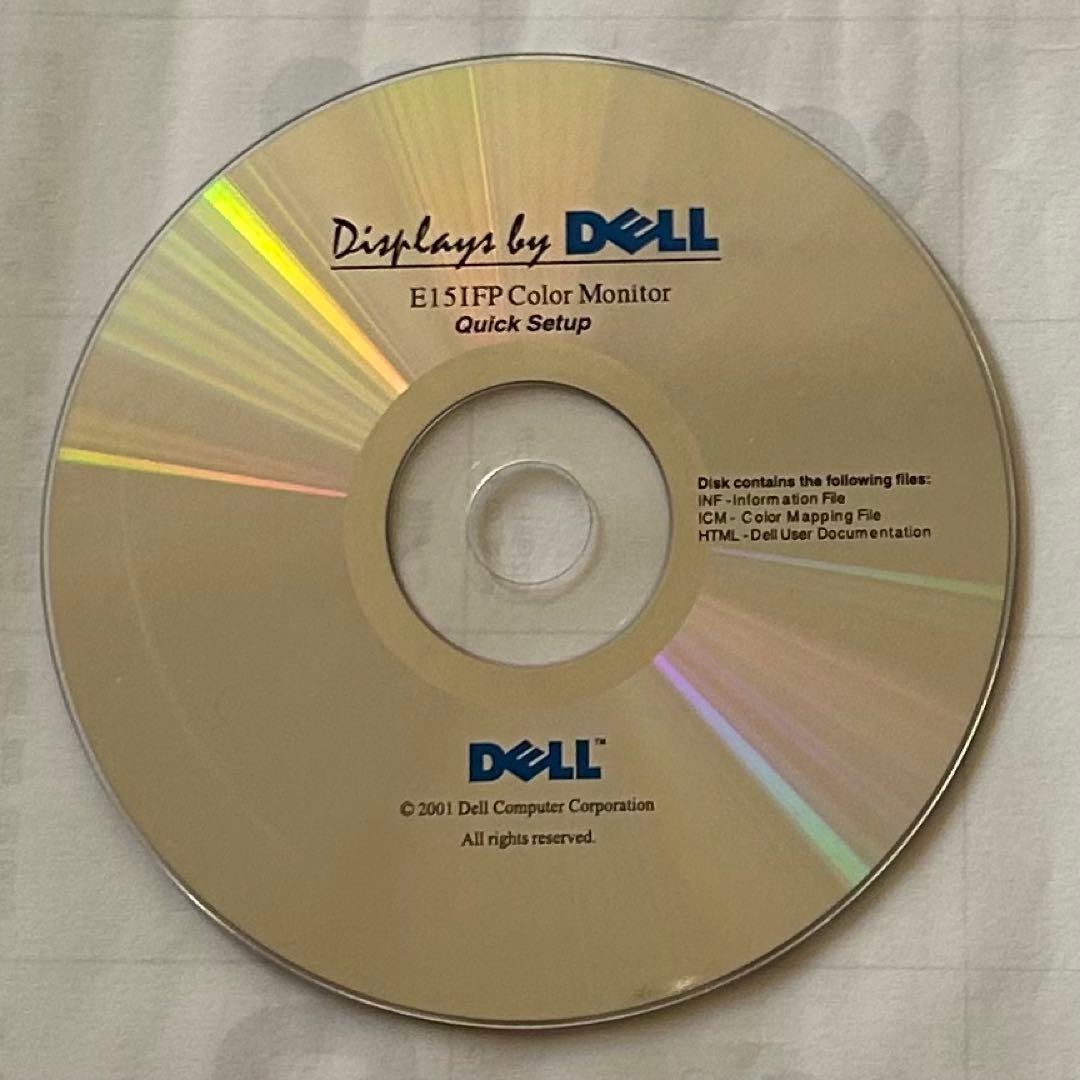 Displays by DELL
E151FP Color Monitor
Quick Setup
Disk contains the following files:
INF -Information File
ICM - Color Mapping File
HTML -Dell User Documentation
DELL™
© 2001 Dell Computer Corporation
All rights reserved.